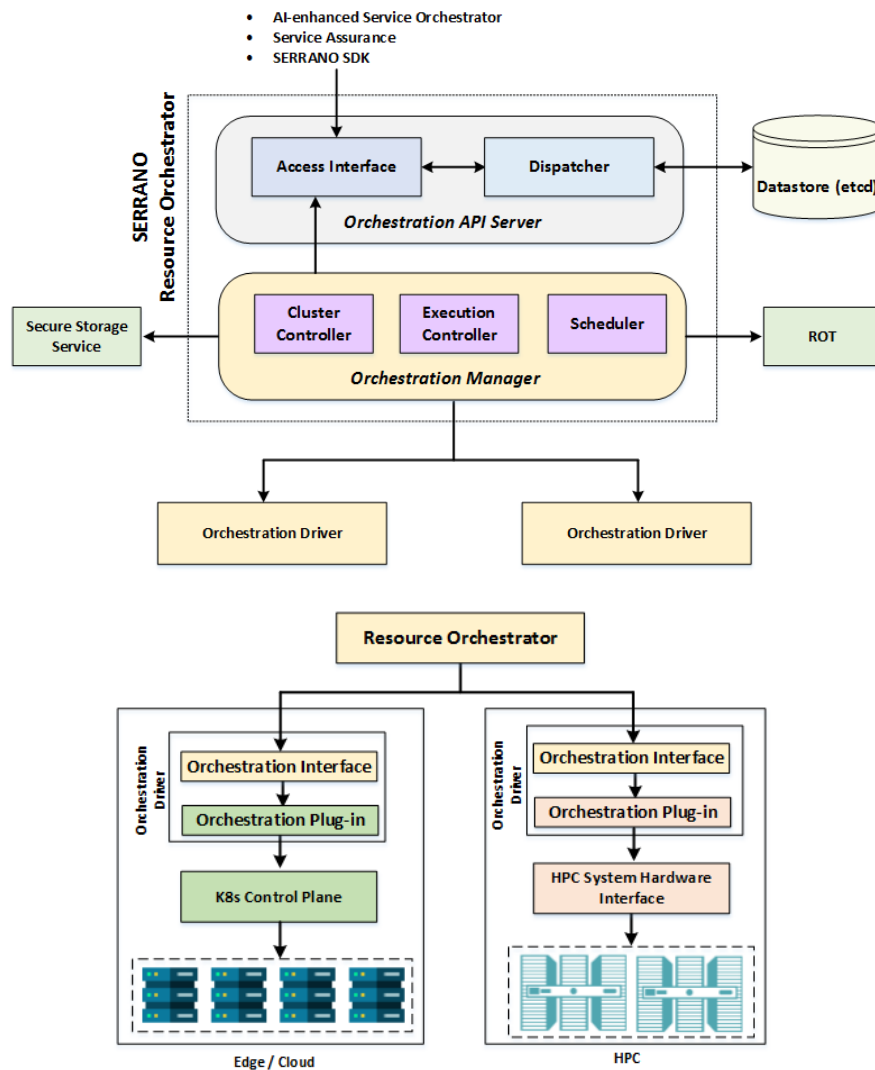 • AI-enhanced Service Orchestrator
• Service Assurance
• SERRANO SDK
SERRANO
Resource Orchestrator
Access Interface
Dispatcher
Orchestration API Server
Datastore (etcd)
Cluster
Controller
Execution
Controller
Scheduler
Orchestration Manager
Secure Storage
Service
ROT
Orchestration Driver
Orchestration Driver
Resource Orchestrator
Orchestration
Driver
Orchestration Interface
Orchestration Plug-in
K8s Control Plane
Edge / Cloud
Orchestration
Driver
Orchestration Interface
Orchestration Plug-in
HPC System Hardware
Interface
HPC